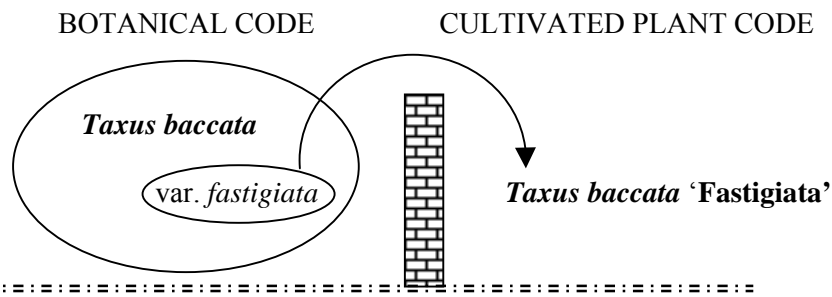 BOTANICAL CODE CULTIVATED PLANT CODE
Taxus baccata
var. fastigiata
Taxus baccata ‘Fastigiata’